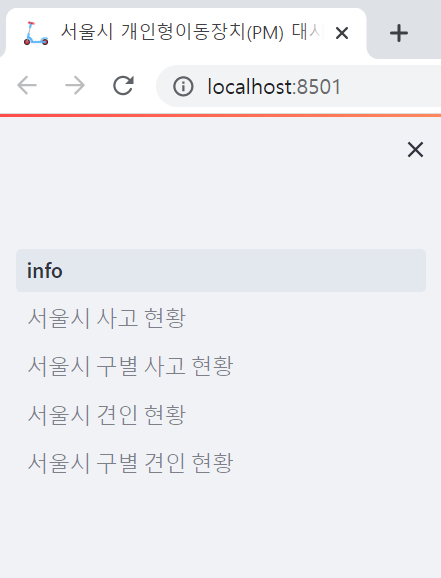 서울시 개인형이동장치(PM) 대시
localhost:8501
info
서울시 사고 현황
서울시 구별 사고 현황
서울시 견인 현황
서울시 구별 견인 현황